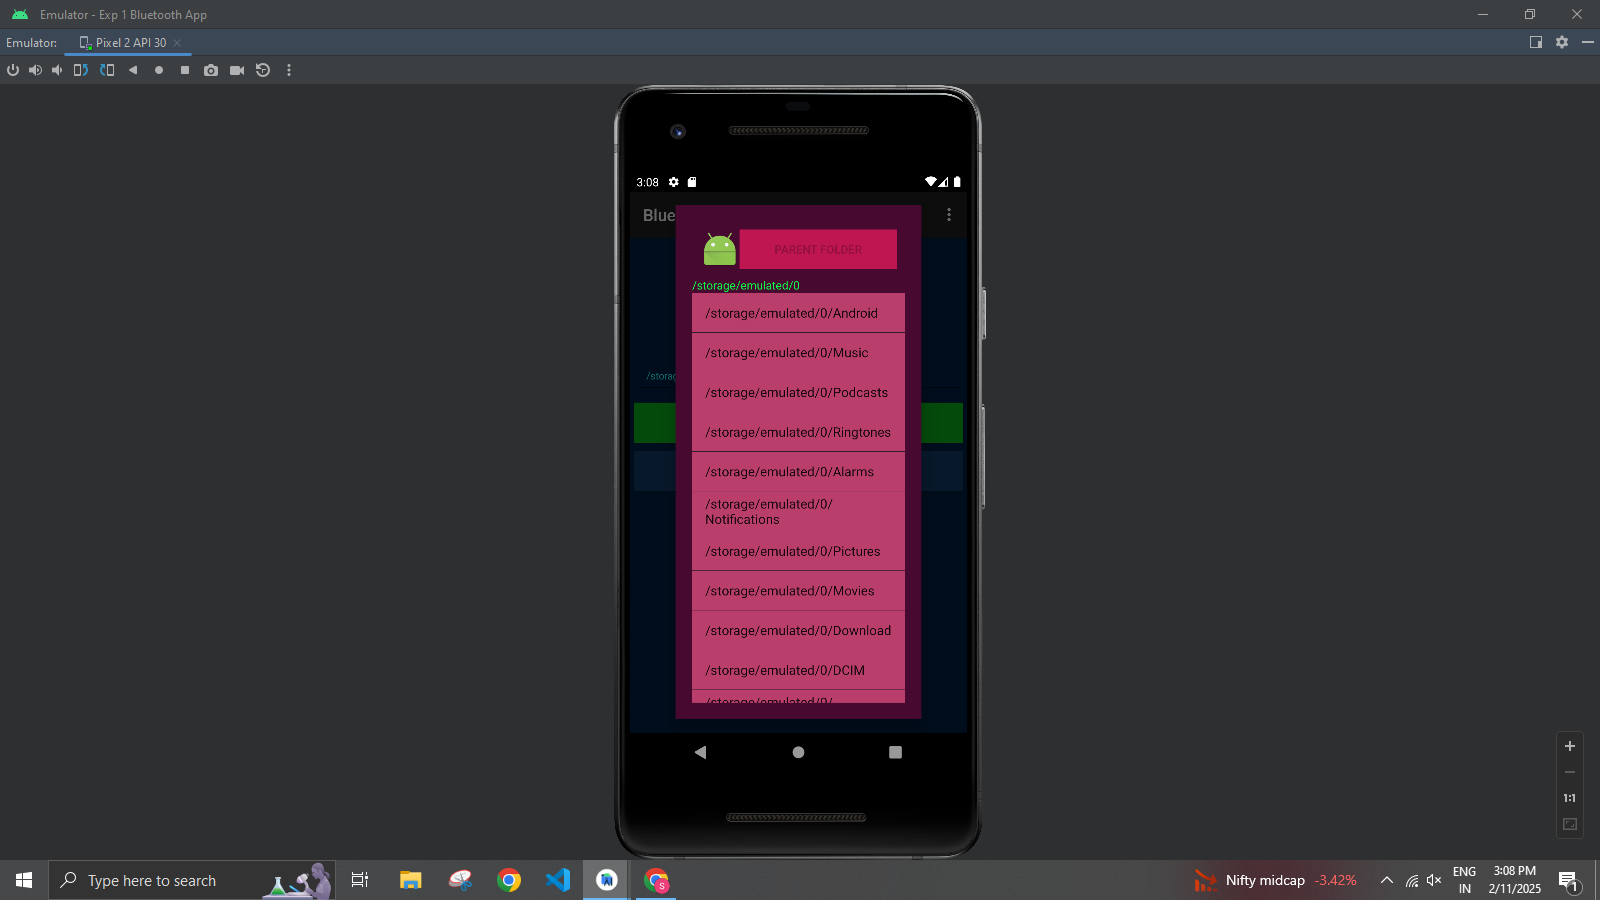 Emulator - Exp 1 Bluetooth App
Emulator:
Pixel 2 API 30
3:08
Blue
PARENT FOLDER
/storage/emulated/0
/storage/emulated/0/Android
/storage/emulated/0/Music
/storag
/storage/emulated/0/Podcasts
/storage/emulated/0/Ringtones
/storage/emulated/0/Alarms
/storage/emulated/0/
Notifications
/storage/emulated/0/Pictures
/storage/emulated/0/Movies
/storage/emulated/0/Download
/storage/emulated/0/DCIM
/storage/emulated/0/
1:1
Type here to search
Nifty midcap -3.42%
ENG
IN
3:08 PM
2/11/2025
1
S